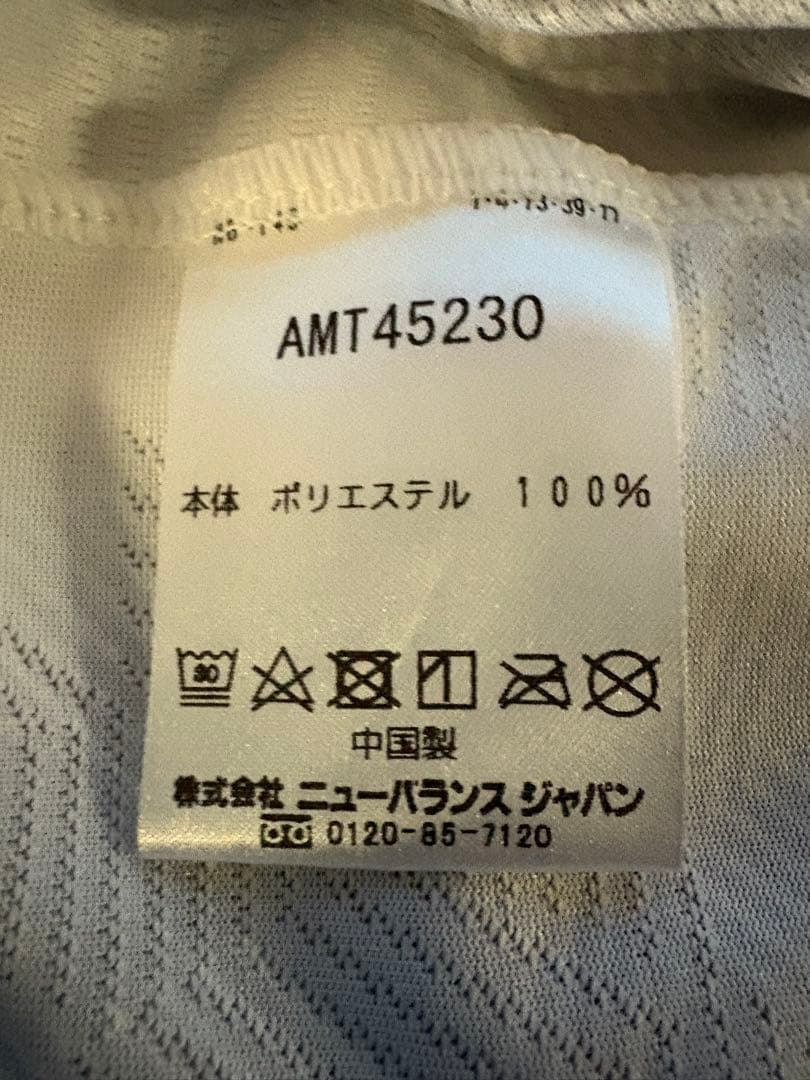 AMT45230
本体 ポリエステル 100%
30
中国製
株式会社 ニューバランス ジャパン
0120-85-7120